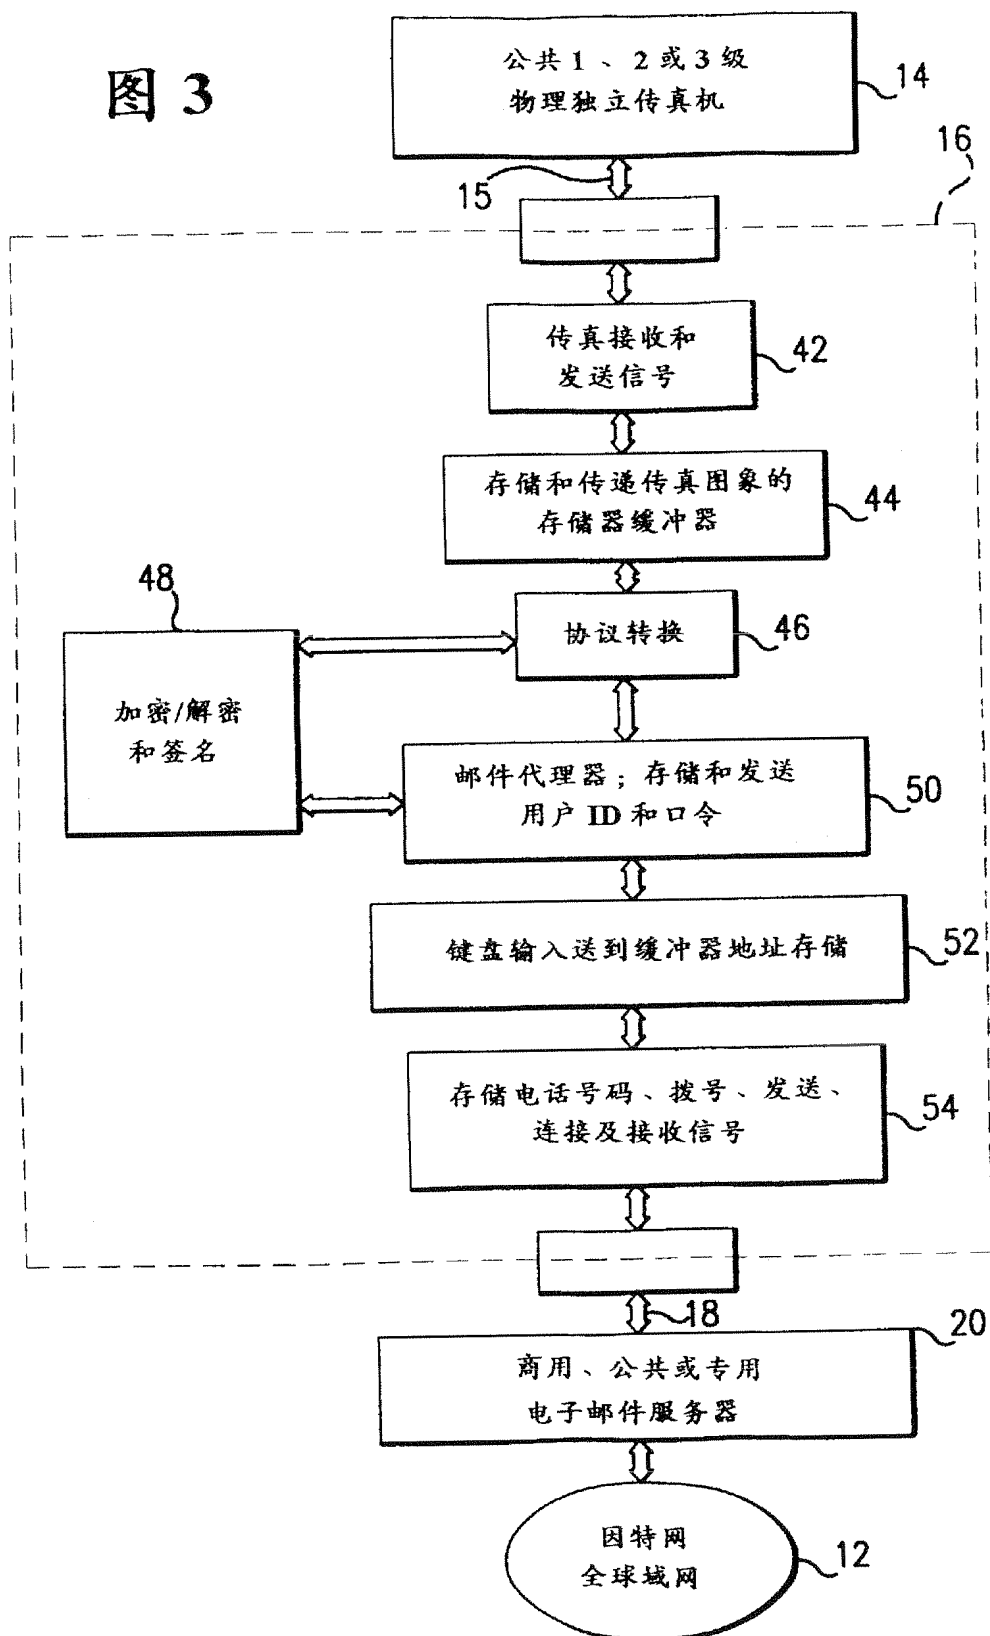 图 3
公共1、2或3级
物理独立传真机
14
16
15
传真接收和
发送信号
42
存储和传递传真图象的
存储器缓冲器
44
48
协议转换
46
加密/解密
和签名
邮件代理器；存储和发送
用户 ID 和口令
50
键盘输入送到缓冲器地址存储
52
存储电话号码、拨号、发送、
连接及接收信号
54
18
20
商用、公共或专用
电子邮件服务器
因特网
全球域网
12